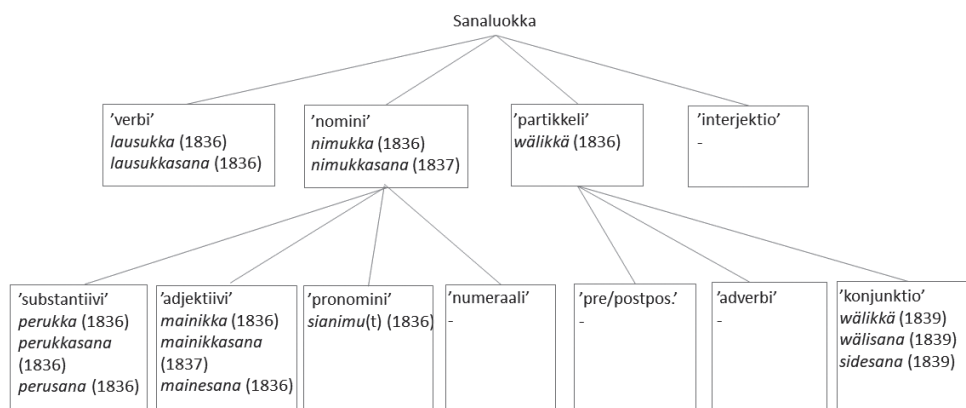 Sanaluokka
’verbi’
lausukka (1836)
lausukkasana (1836)
’nomini’
nimukka (1836)
nimukkasana (1837)
’partikkeli’
wälikkä (1836)
’interjektio’
-
’substantiivi’
perukka (1836)
perukkasana
(1836)
perusana (1836)
’adjektiivi’
mainikka (1836)
mainikkasana
(1837)
mainesana (1836)
’pronomini’
sianimu(t) (1836)
’numeraali’
-
’pre/postpos.’
-
’adverbi’
-
’konjunktio’
wälikkä (1839)
wälisana (1839)
sidesana (1839)